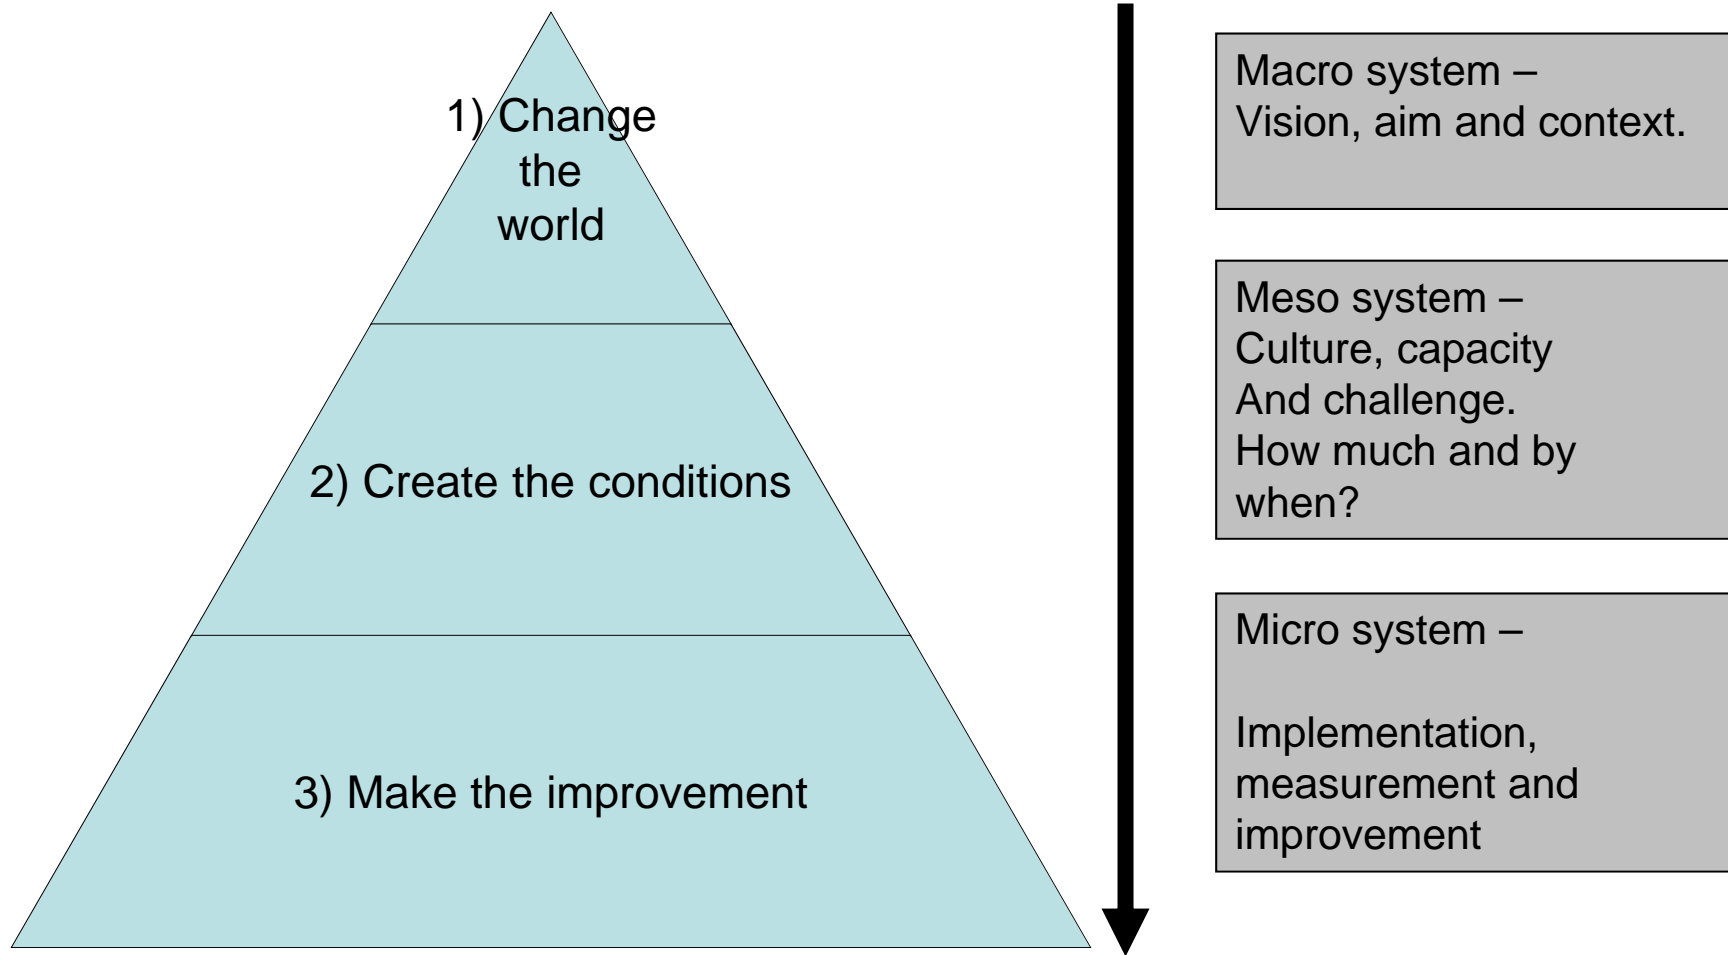 1) Change
the
world
2) Create the conditions
3) Make the improvement
Macro system –
Vision, aim and context.
Meso system –
Culture, capacity
And challenge.
How much and by
when?
Micro system –
Implementation,
measurement and
improvement